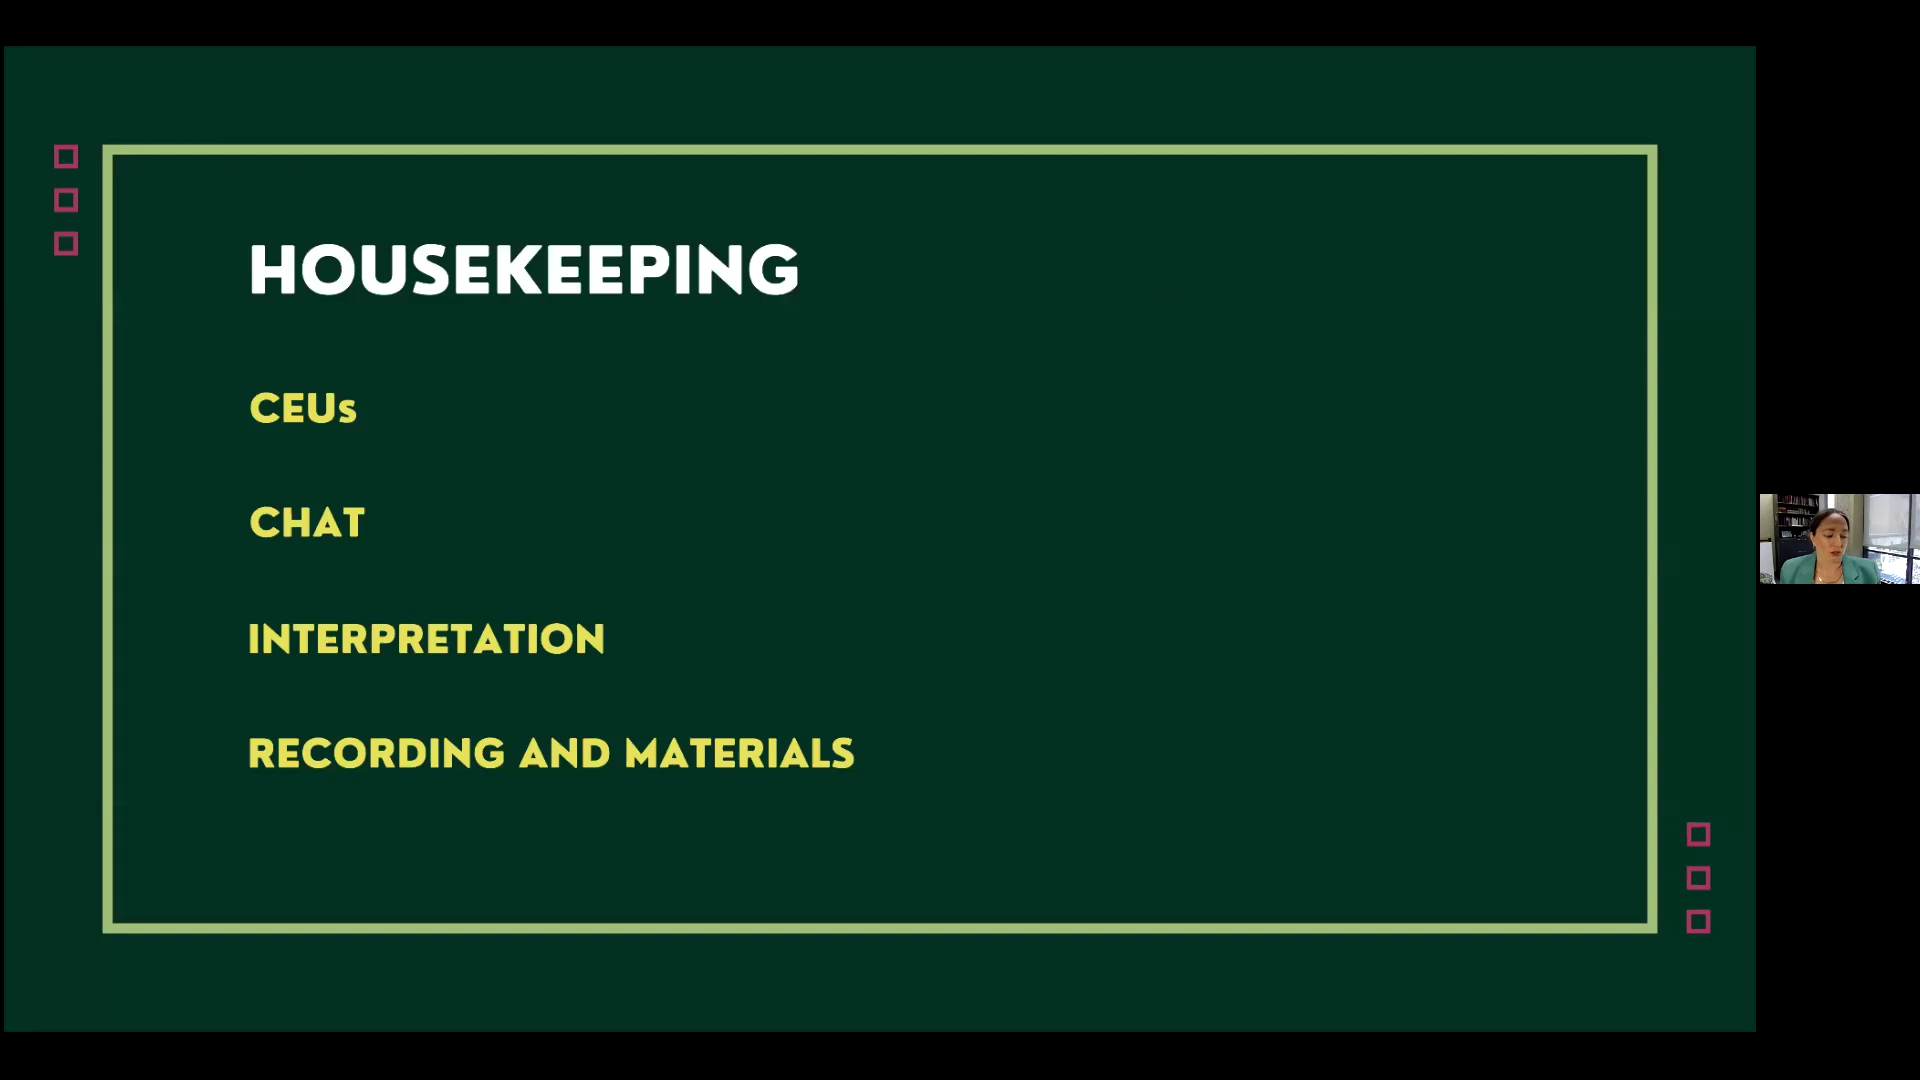 HOUSEKEEPING
CEUs
CHAT
INTERPRETATION
RECORDING AND MATERIALS